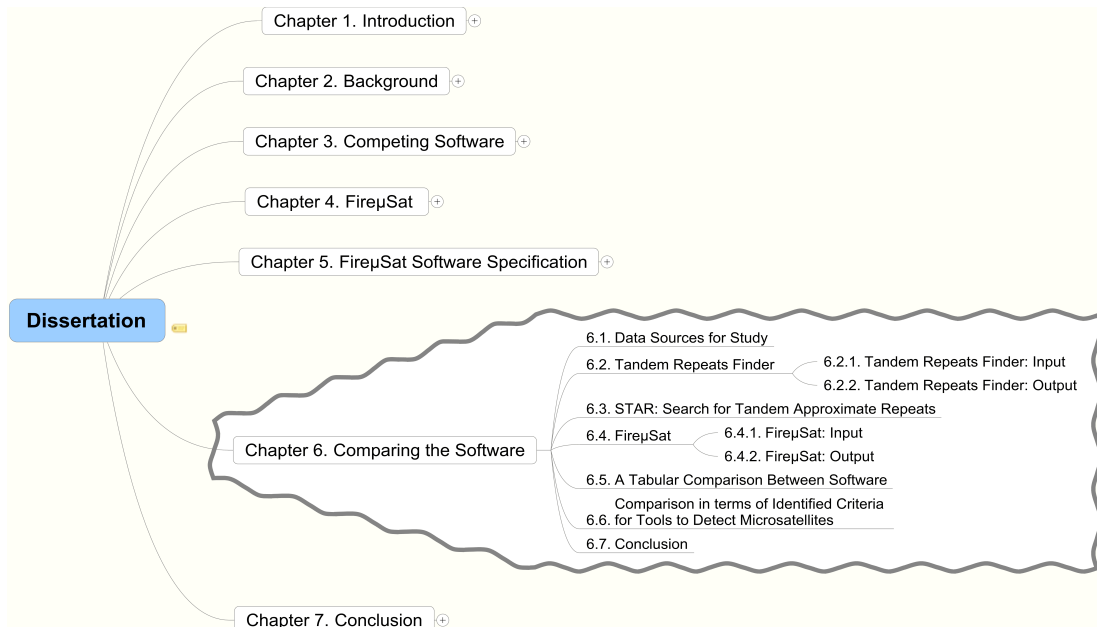 Chapter 1. Introduction
Chapter 2. Background
Chapter 3. Competing Software
Chapter 4. FireµSat
Chapter 5. FireµSat Software Specification
Dissertation
6.1. Data Sources for Study
6.2. Tandem Repeats Finder
6.2.1. Tandem Repeats Finder: Input
6.2.2. Tandem Repeats Finder: Output
6.3. STAR: Search for Tandem Approximate Repeats
6.4. FireµSat
6.4.1. FireµSat: Input
6.4.2. FireµSat: Output
Chapter 6. Comparing the Software
6.5. A Tabular Comparison Between Software
Comparison in terms of Identified Criteria
6.6. for Tools to Detect Microsatellites
6.7. Conclusion
Chapter 7. Conclusion